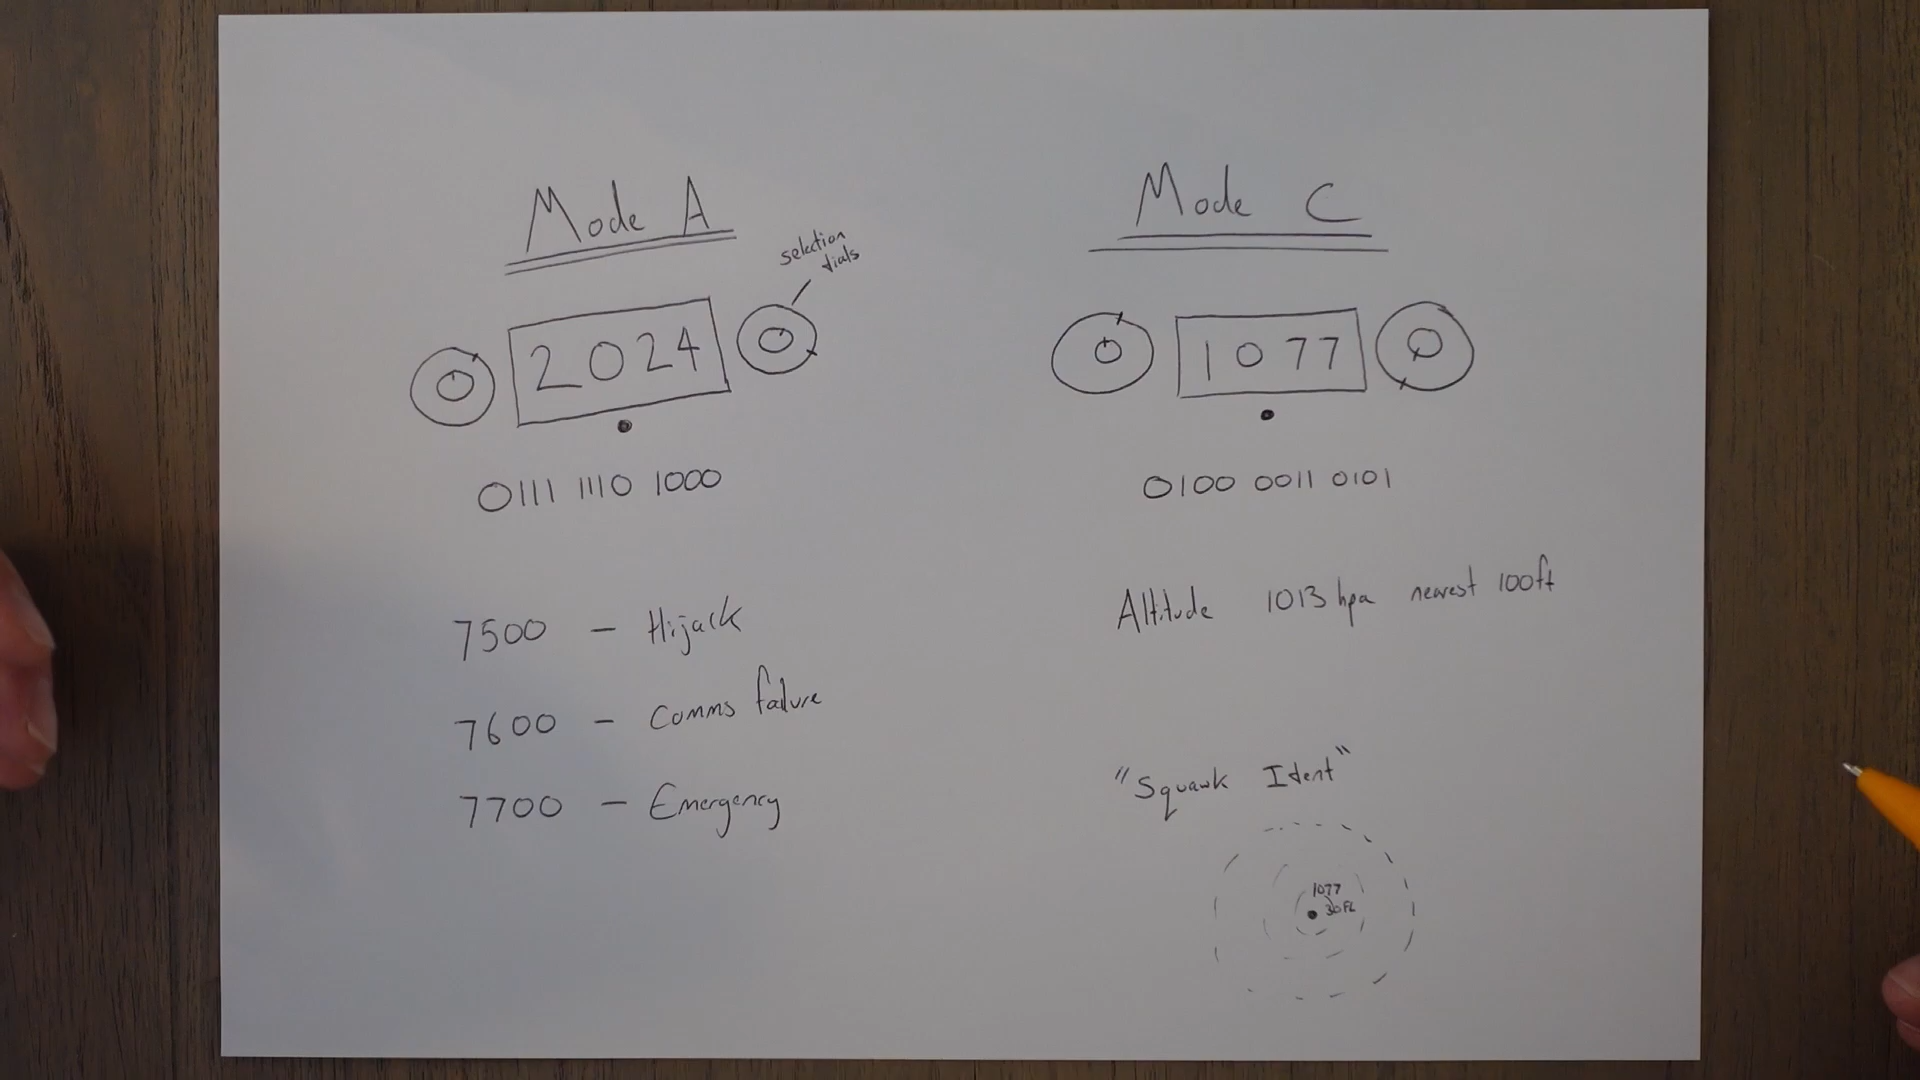 Mode A
selection
dials
2024
0111 1110 1000
7500 - Hijack
7600 - Comms failure
7700 - Emergency
Mode C
1077
0100 0011 0101
Altitude 1013 hpa nearest 100ft
"Squawk Ident"
1077
30FL